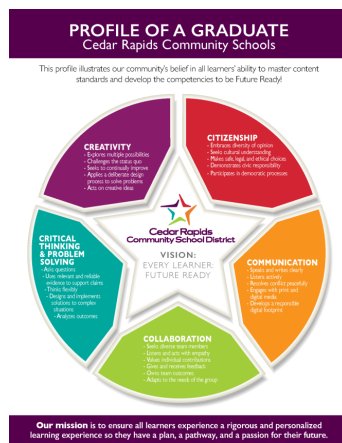 PROFILE OF A GRADUATE
Cedar Rapids Community Schools
This profile illustrates our community's belief in all learners' ability to master content
standards and develop the competencies to be Future Ready!
CREATIVITY
- Explores multiple possibilities
- Challenges the status quo
- Seeks to continually improve
- Applies a deliberate design
process to solve problems
- Acts on creative ideas
CITIZENSHIP
- Embraces diversity of opinion
- Seeks cultural understanding
- Makes safe, legal, and ethical choices
- Demonstrates civic responsibility
- Participates in democratic processes
CRITICAL
THINKING
& PROBLEM
SOLVING
- Asks questions
- Uses relevant and reliable
evidence to support claims
- Thinks flexibly
- Designs and implements
solutions to complex
situations
- Analyzes outcomes
Cedar Rapids
Community School District
VISION:
EVERY LEARNER:
FUTURE READY
COMMUNICATION
- Speaks and writes clearly
- Listens actively
- Resolves conflict peacefully
- Engages with print and
digital media
- Develops a responsible
digital footprint
COLLABORATION
- Seeks diverse team members
- Listens and acts with empathy
- Values individual contributions
- Gives and receives feedback
- Owns team outcomes
- Adapts to the needs of the group
Our mission is to ensure all learners experience a rigorous and personalized
learning experience so they have a plan, a pathway, and a passion for their future.